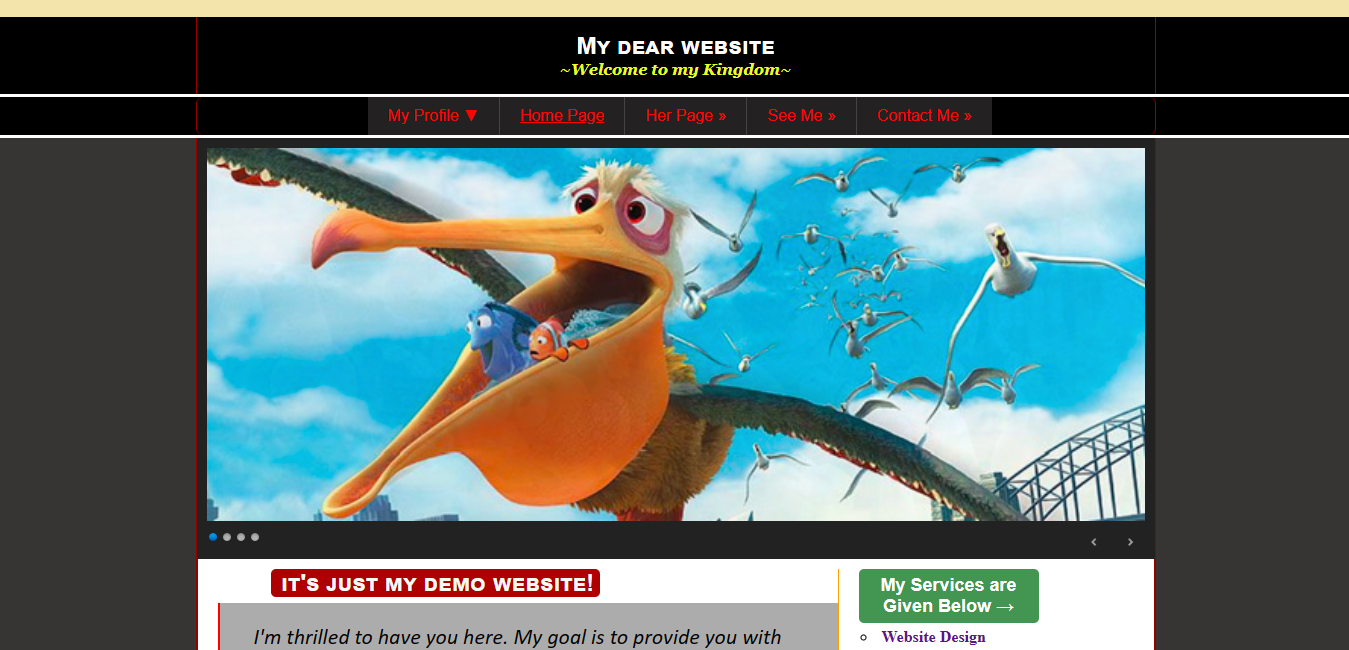 My dear website
~Welcome to my Kingdom~
My Profile ▼ Home Page Her Page » See Me » Contact Me »
IT'S JUST MY DEMO WEBSITE!
I'm thrilled to have you here. My goal is to provide you with
My Services are
Given Below →
Website Design